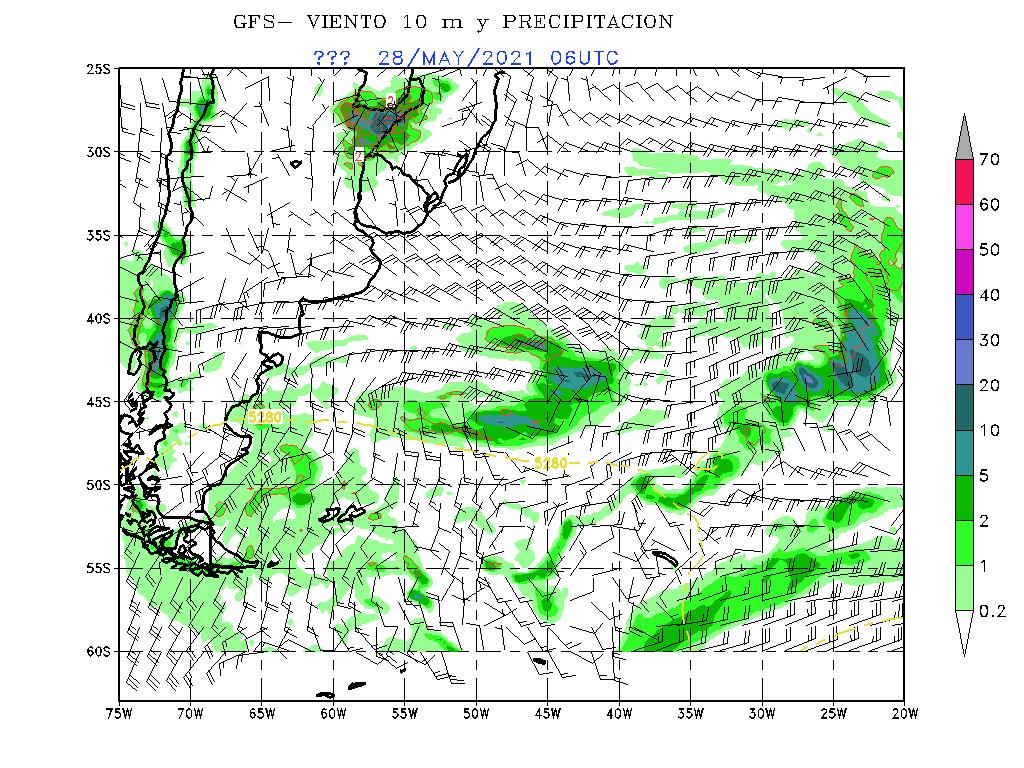 GFS— VIENTO 10 m y PRECIPITACION
??? 28/MAY/2021 06UTC
25S
30S
35S
40S
45S
50S
55S
60S
2
2
5280
5280
70
60
50
40
30
20
10
5
2
1
0.2
75W 70W 65W 60W 55W 50W 45W 40W 35W 30W 25W 20W